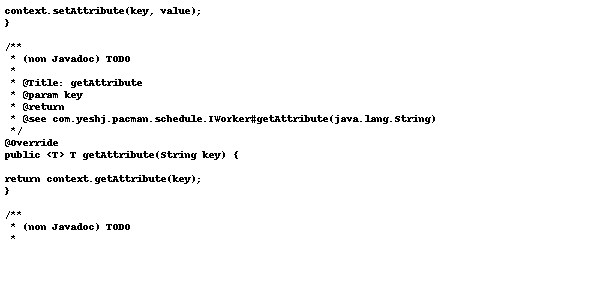 context.setAttribute(key, value);
}

/**
 * (non Javadoc) TODO
 *
 * @Title: getAttribute
 * @param key
 * @return
 * @see com.yeshj.pacman.schedule.IWorker#getAttribute(java.lang.String)
 */
@Override
public <T> T getAttribute(String key) {

return context.getAttribute(key);
}

/**
 * (non Javadoc) TODO
 *